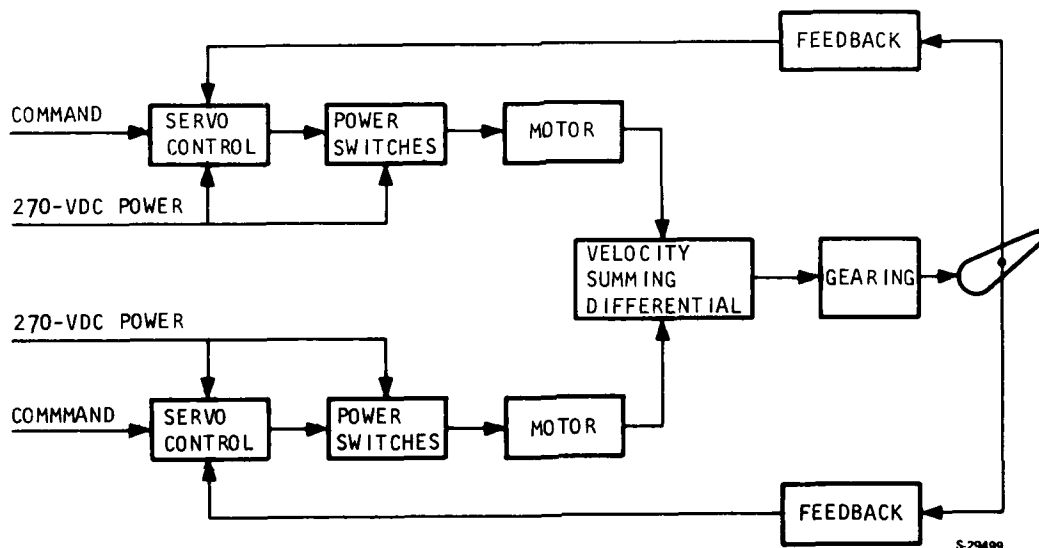 FEEDBACK
COMMAND
SERVO
CONTROL
POWER
SWITCHES
MOTOR
270-VDC POWER
VELOCITY
SUMMING
DIFFERENTIAL
GEARING
270-VDC POWER
COMMMAND
SERVO
CONTROL
POWER
SWITCHES
MOTOR
FEEDBACK
S-29499